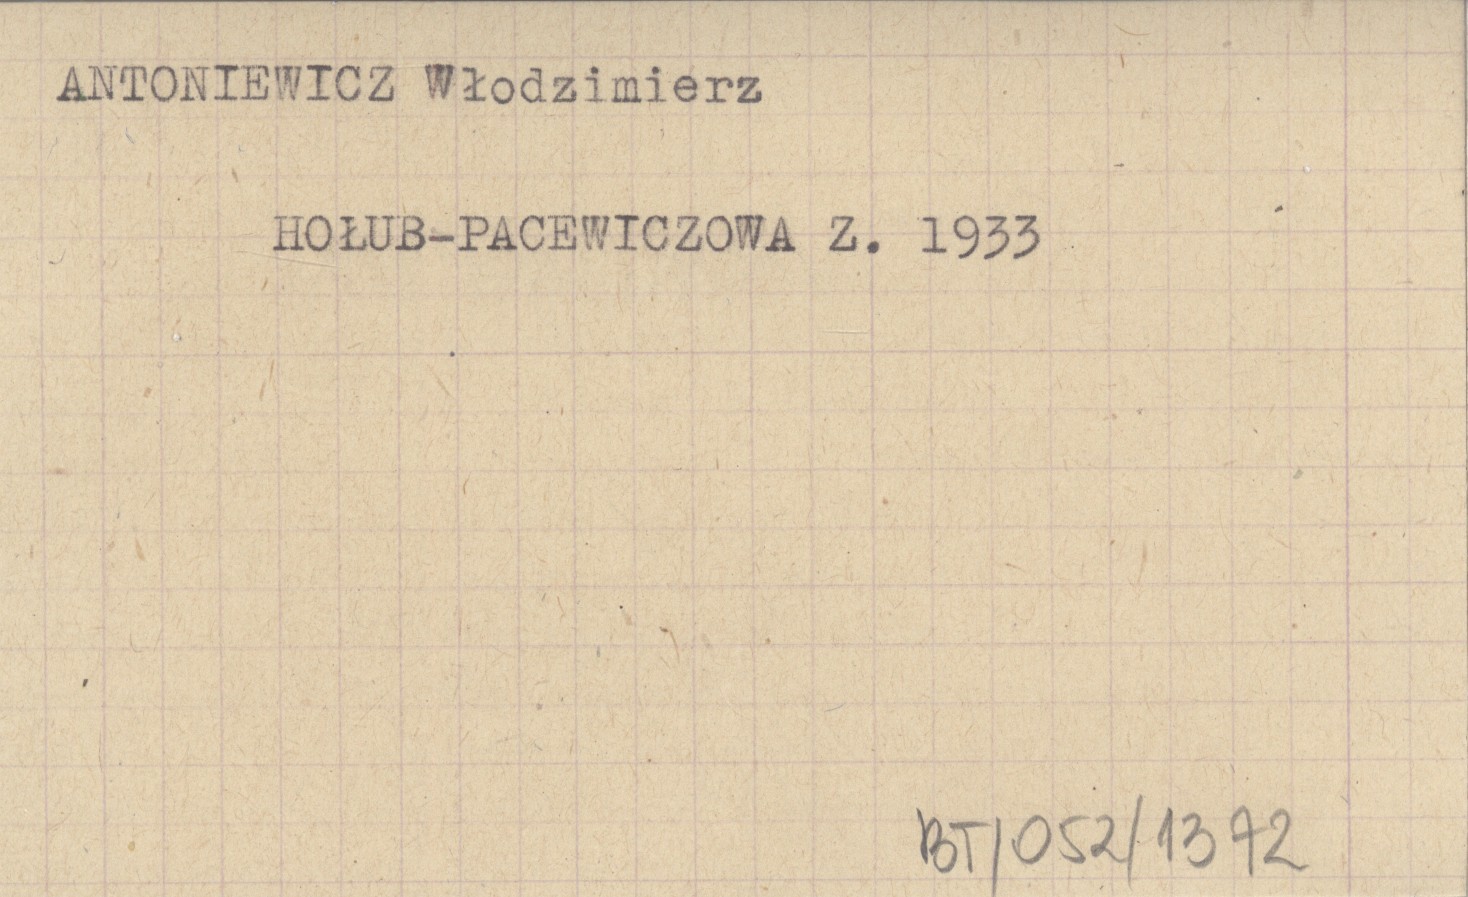 ANTONIEWICZ Włodzimierz
HOŁUB-PACEWICZOWA Z. 1933
BT/052/1392